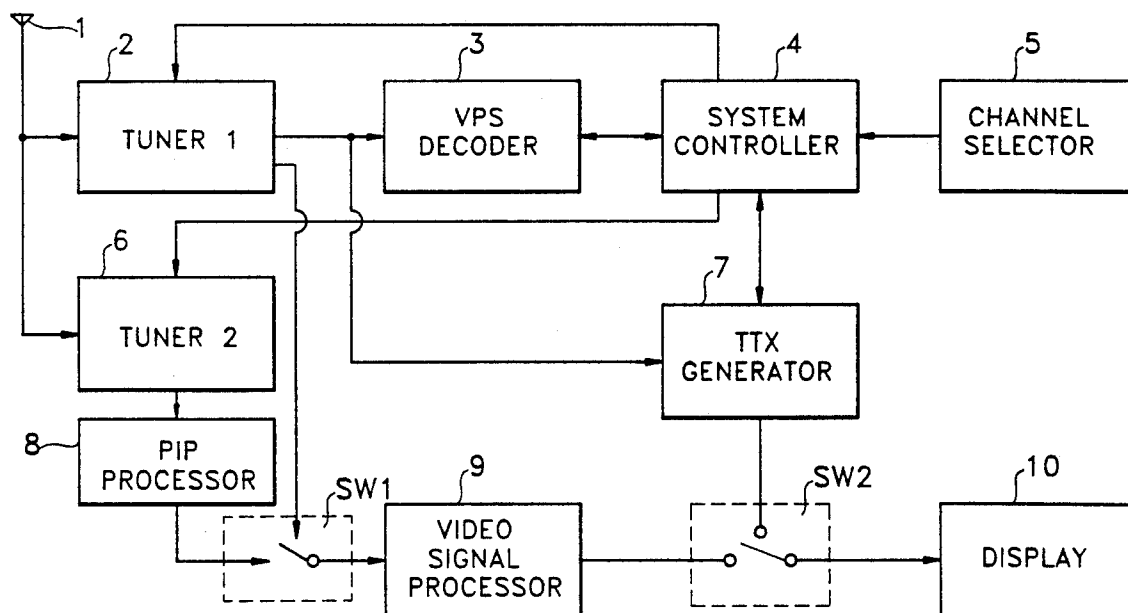 1
2
TUNER 1
3
VPS
DECODER
4
SYSTEM
CONTROLLER
5
CHANNEL
SELECTOR
6
TUNER 2
7
TTX
GENERATOR
8
PIP
PROCESSOR
SW1
9
VIDEO
SIGNAL
PROCESSOR
SW2
10
DISPLAY